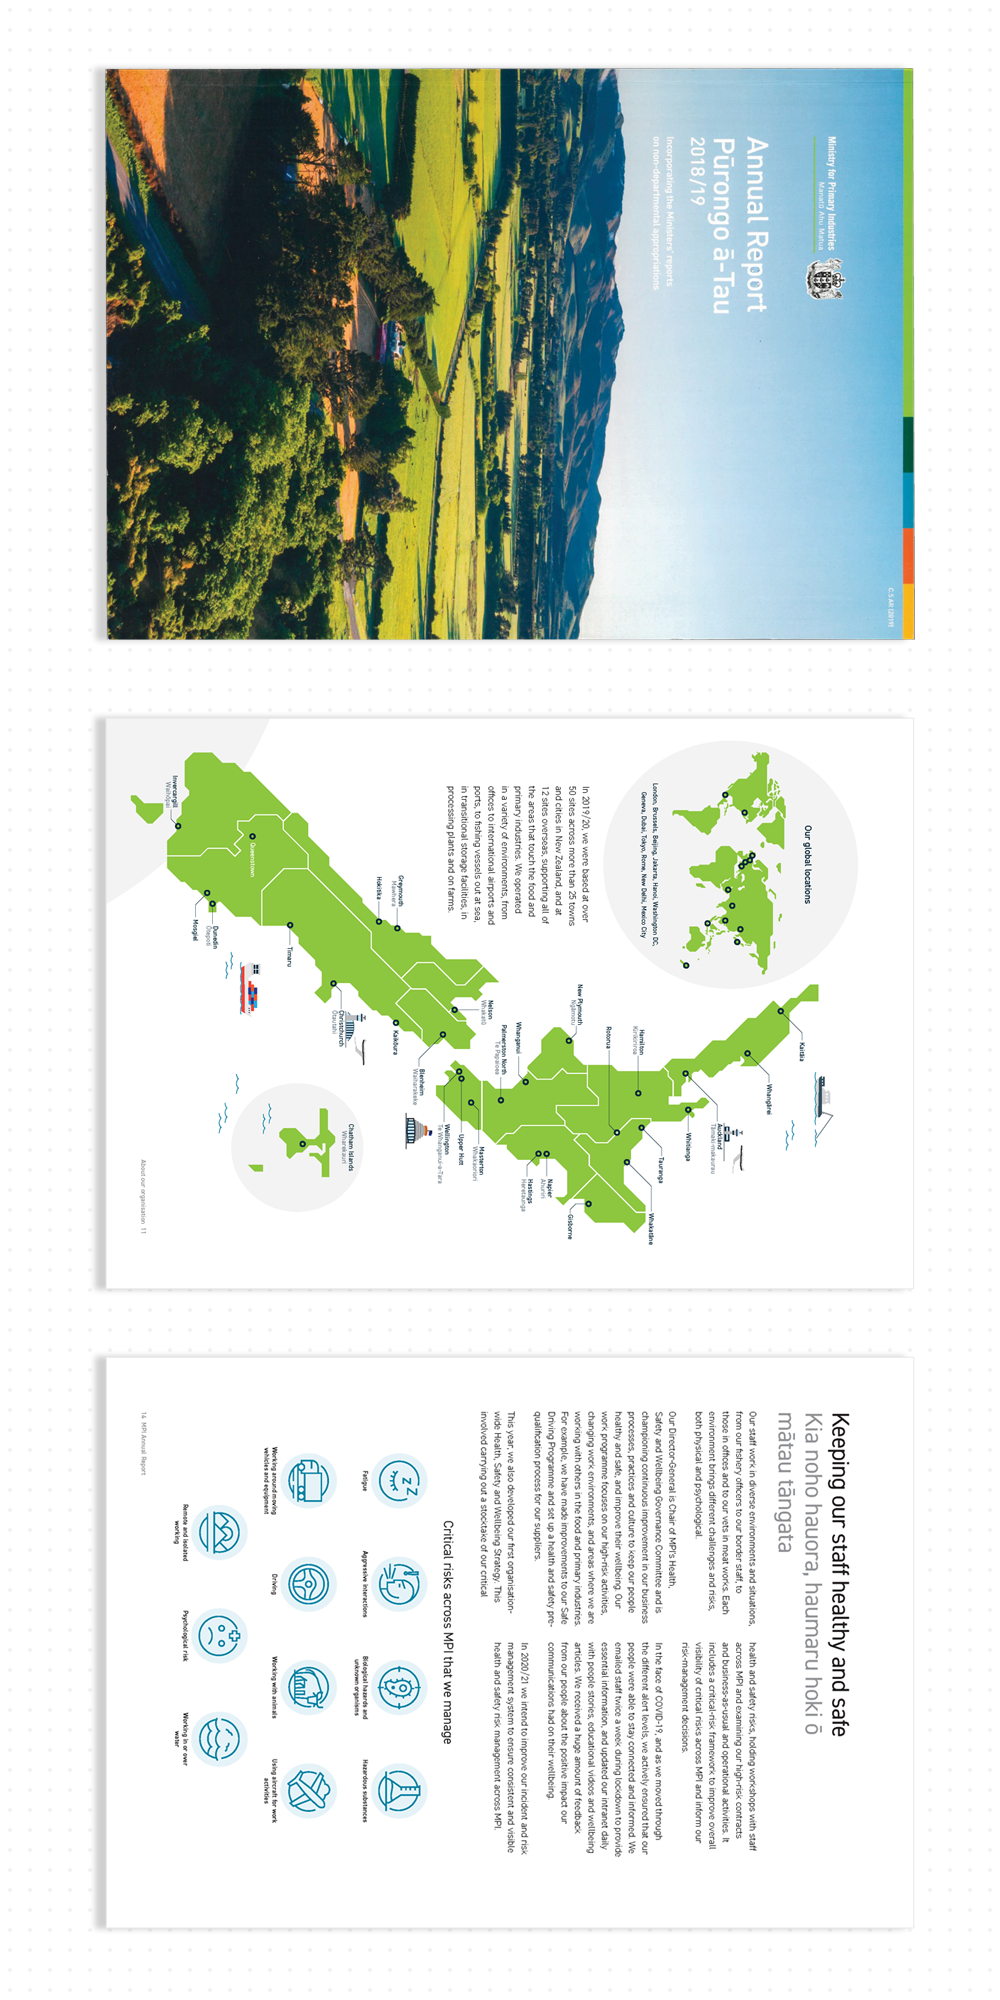 Ministry for Primary Industries
Manatū Ahu Matua
Annual Report
Pūrongo ā-Tau
2018/19
Incorporating the Ministers' reports
on non-departmental appropriations
C.5 AR (2019)
Our global locations
London, Brussels, Beijing, Jakarta, Hanoi, Washington DC,
Geneva, Dubai, Tokyo, Rome, New Delhi, Mexico City
In 2019/20, we were based at over
50 sites across more than 25 towns
and cities in New Zealand, and at
12 sites overseas, supporting all of
the areas that touch the food and
primary industries. We operated
in a variety of environments, from
offices to international airports and
ports, to fishing vessels out at sea,
in transitional storage facilities, in
processing plants and on farms.
Kaitāia
Whangārei
Auckland
Tāmaki-makaurau
Whitianga
Hamilton
Kirikiriroa
Tauranga
Rotorua
Whakatāne
New Plymouth
Ngāmotu
Gisborne
Whanganui
Napier
Ahuriri
Hastings
Heretaunga
Palmerston North
Te Papaioea
Masterton
Whakaoriori
Upper Hutt
Wellington
Te Whanganui-a-Tara
Nelson
Whakatū
Blenheim
Waiharakeke
Kaikōura
Greymouth
Māwhera
Hokitika
Christchurch
Ōtautahi
Timaru
Queenstown
Dunedin
Ōtepoti
Mosgiel
Invercargill
Waihōpai
Chatham Islands
Wharekauri
About our organisation 11
Keeping our staff healthy and safe
Kia noho hauora, haumaru hoki ō
mātau tāngata
Our staff work in diverse environments and situations,
from our fishery officers to our border staff, to
those in offices and to our vets in meat works. Each
environment brings different challenges and risks,
both physical and psychological.
Our Director-General is Chair of MPI's Health,
Safety and Wellbeing Governance Committee and is
championing continuous improvement in our business
processes, practices and culture to keep our people
healthy and safe, and improve their wellbeing. Our
work programme focuses on our high-risk activities,
changing work environments, and areas where we are
working with others in the food and primary industries.
For example, we have made improvements to our Safe
Driving Programme and set up a health and safety pre-
qualification process for our suppliers.
This year, we also developed our first organisation-
wide Health, Safety and Wellbeing Strategy. This
involved carrying out a stocktake of our critical
health and safety risks, holding workshops with staff
across MPI and examining our high-risk contracts
and business-as-usual and operational activities. It
includes a critical-risk framework to improve overall
visibility of critical risks across MPI and inform our
risk-management decisions.
In the face of COVID-19, and as we moved through
the different alert levels, we actively ensured that our
people were able to stay connected and informed. We
emailed staff twice a week during lockdown to provide
essential information, and updated our intranet daily
with people stories, educational videos and wellbeing
articles. We received a huge amount of feedback
from our people about the positive impact our
communications had on their wellbeing.
In 2020/21 we intend to improve our incident and risk
management system to ensure consistent and visible
health and safety risk management across MPI.
Critical risks across MPI that we manage
zZ
Fatigue
Aggressive interactions
Biological hazards and
unknown organisms
Hazardous substances
Working around moving
vehicles and equipment
Driving
Working with animals
Using aircraft for work
activities
Remote and isolated
working
Psychological risk
Working in or over
water
14 MPI Annual Report